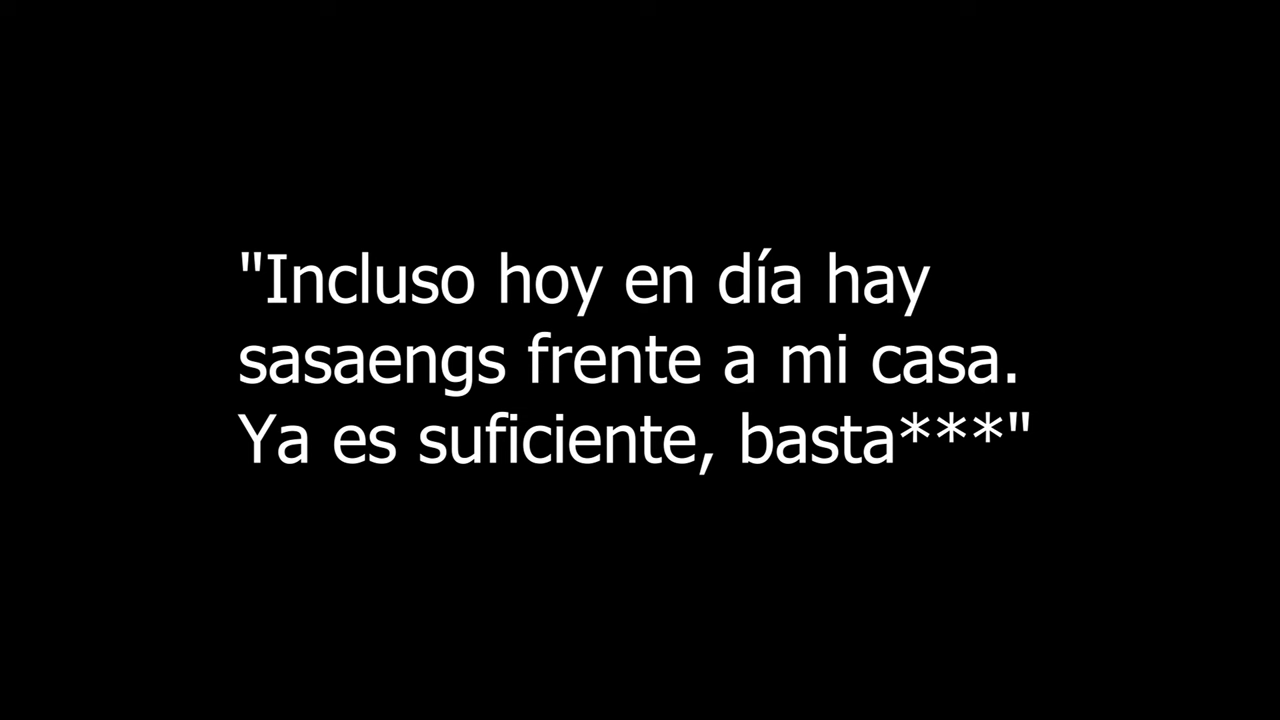 "Incluso hoy en día hay
sasaengs frente a mi casa.
Ya es suficiente, basta***"